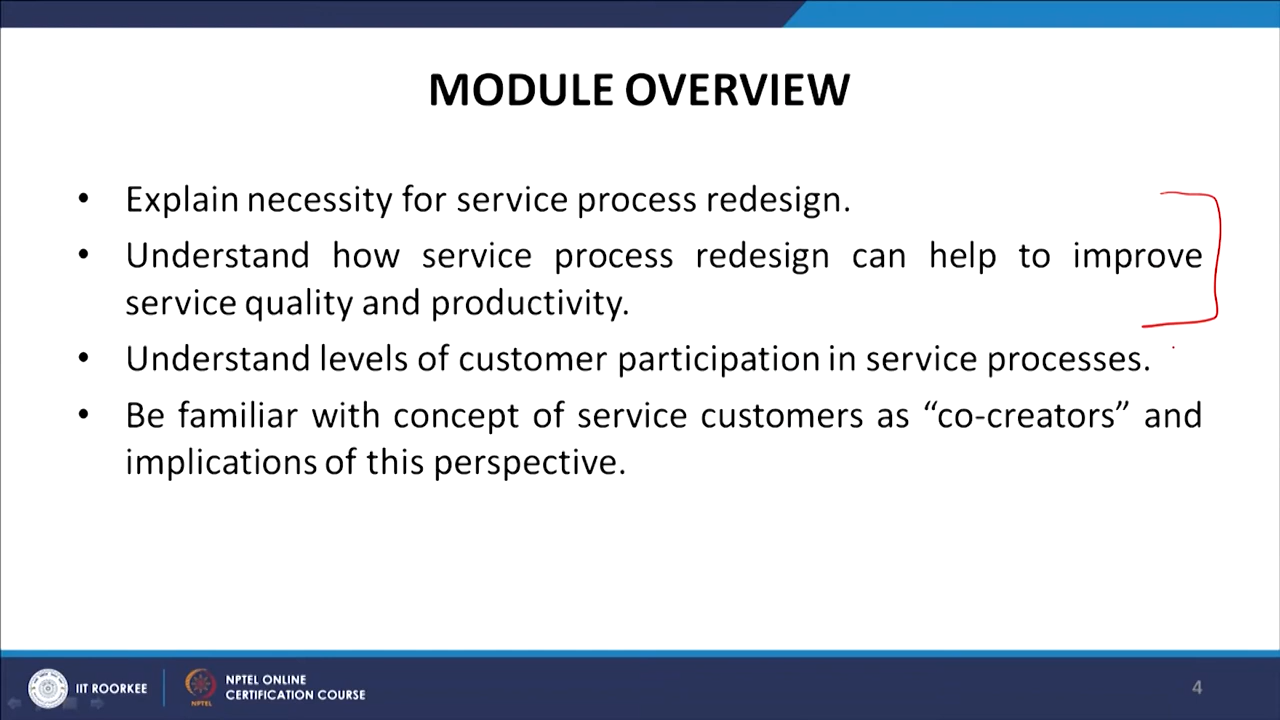 MODULE OVERVIEW
• Explain necessity for service process redesign.
• Understand how service process redesign can help to improve
service quality and productivity.
• Understand levels of customer participation in service processes.
• Be familiar with concept of service customers as “co-creators” and
implications of this perspective.
IIT ROORKEE
NPTEL
NPTEL ONLINE
CERTIFICATION COURSE
4